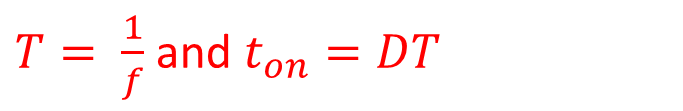 T = 1/f and t_on = DT